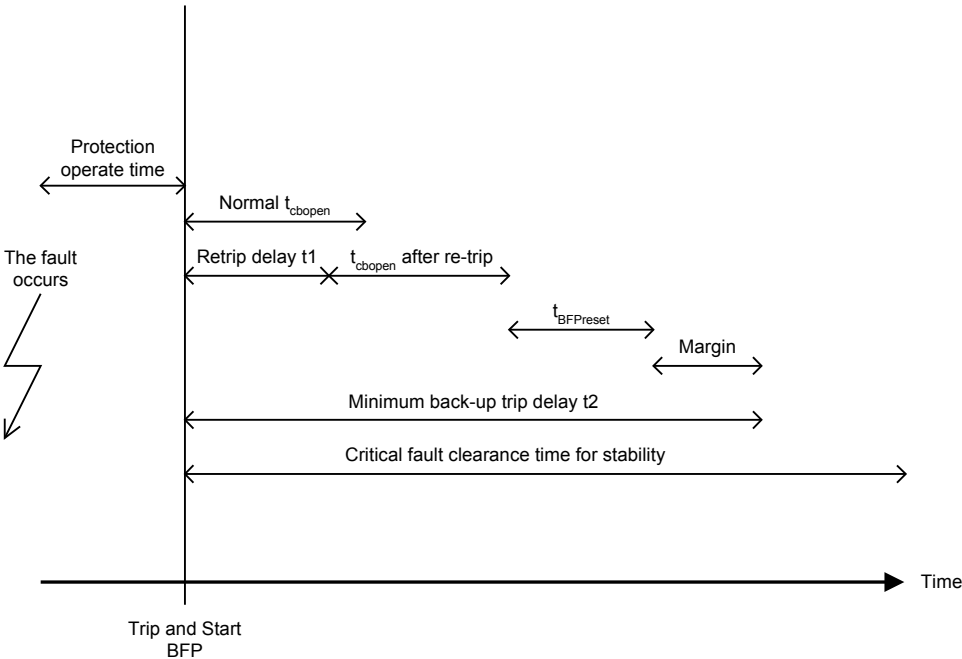 Protection
operate time
Normal t_cbopen
The fault
occurs
Retrip delay t1
t_cbopen after re-trip
t_BFPreset
Margin
Minimum back-up trip delay t2
Critical fault clearance time for stability
Time
Trip and Start
BFP